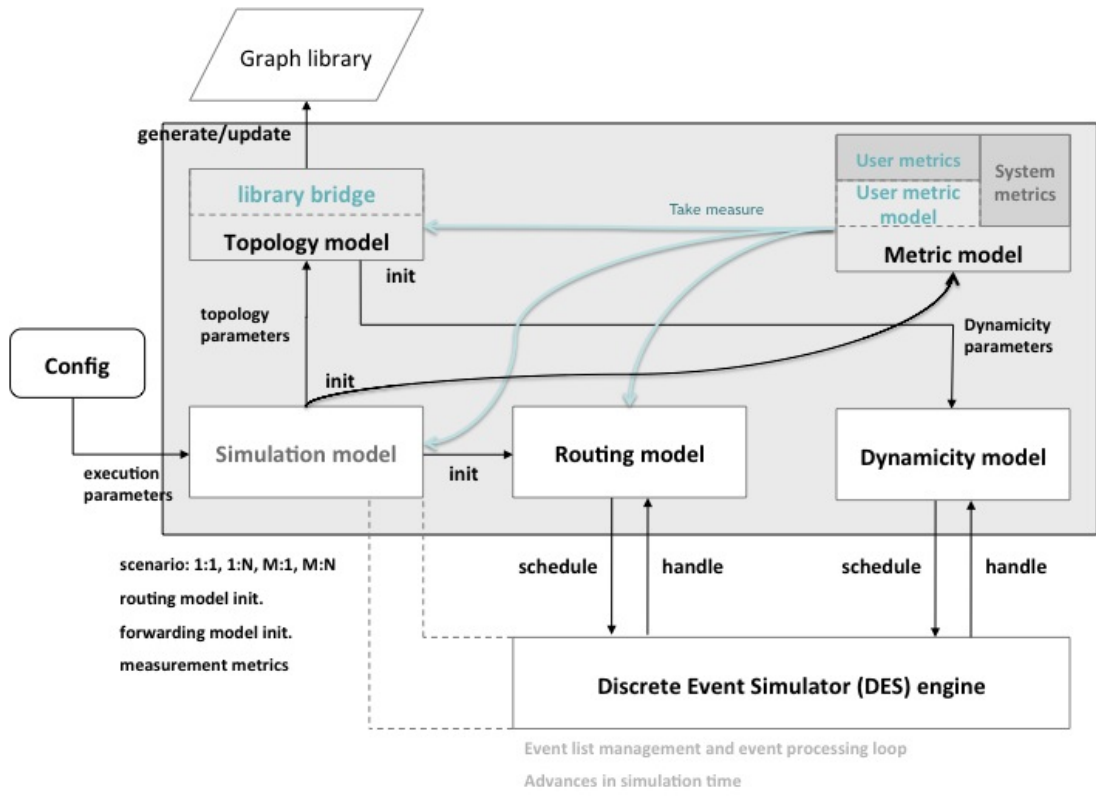 Graph library
generate/update
library bridge
Topology model
User metrics
User metric
model
System
metrics
Metric model
Take measure
init
topology
parameters
Dynamicity
parameters
Config
init
Simulation model
Routing model
Dynamicity model
execution
parameters
init
scenario: 1:1, 1:N, M:1, M:N
routing model init.
forwarding model init.
measurement metrics
schedule
handle
schedule
handle
Discrete Event Simulator (DES) engine
Event list management and event processing loop
Advances in simulation time